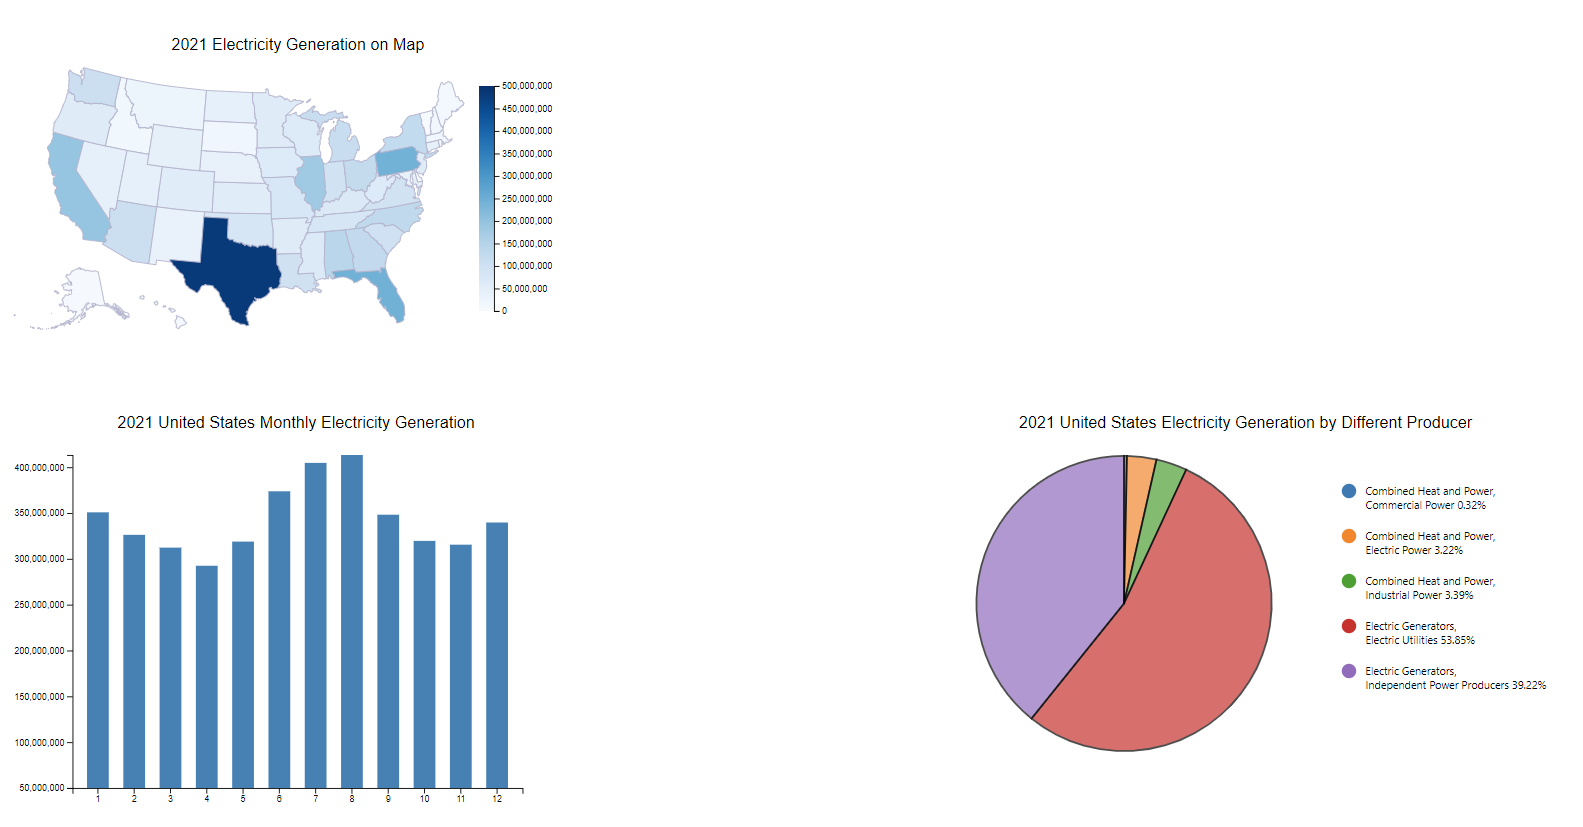 2021 Electricity Generation on Map
500,000,000
450,000,000
400,000,000
350,000,000
300,000,000
250,000,000
200,000,000
150,000,000
100,000,000
50,000,000
0
2021 United States Monthly Electricity Generation
400,000,000
350,000,000
300,000,000
250,000,000
200,000,000
150,000,000
100,000,000
50,000,000
1 2 3 4 5 6 7 8 9 10 11 12
2021 United States Electricity Generation by Different Producer
Combined Heat and Power,
Commercial Power 0.32%
Combined Heat and Power,
Electric Power 3.22%
Combined Heat and Power,
Industrial Power 3.39%
Electric Generators,
Electric Utilities 53.85%
Electric Generators,
Independent Power Producers 39.22%